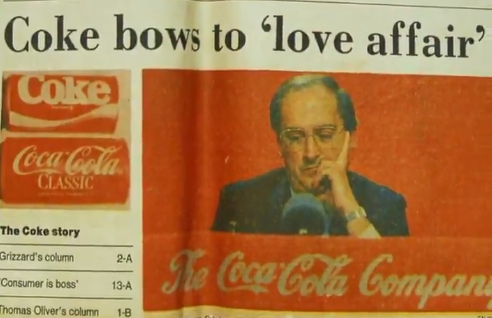 Coke bows to ‘love affair’
Coke
Coca-Cola
CLASSIC
The Coca-Cola Company
The Coke story
Grizzard's column 2-A
'Consumer is boss' 13-A
Thomas Oliver's column 1-B